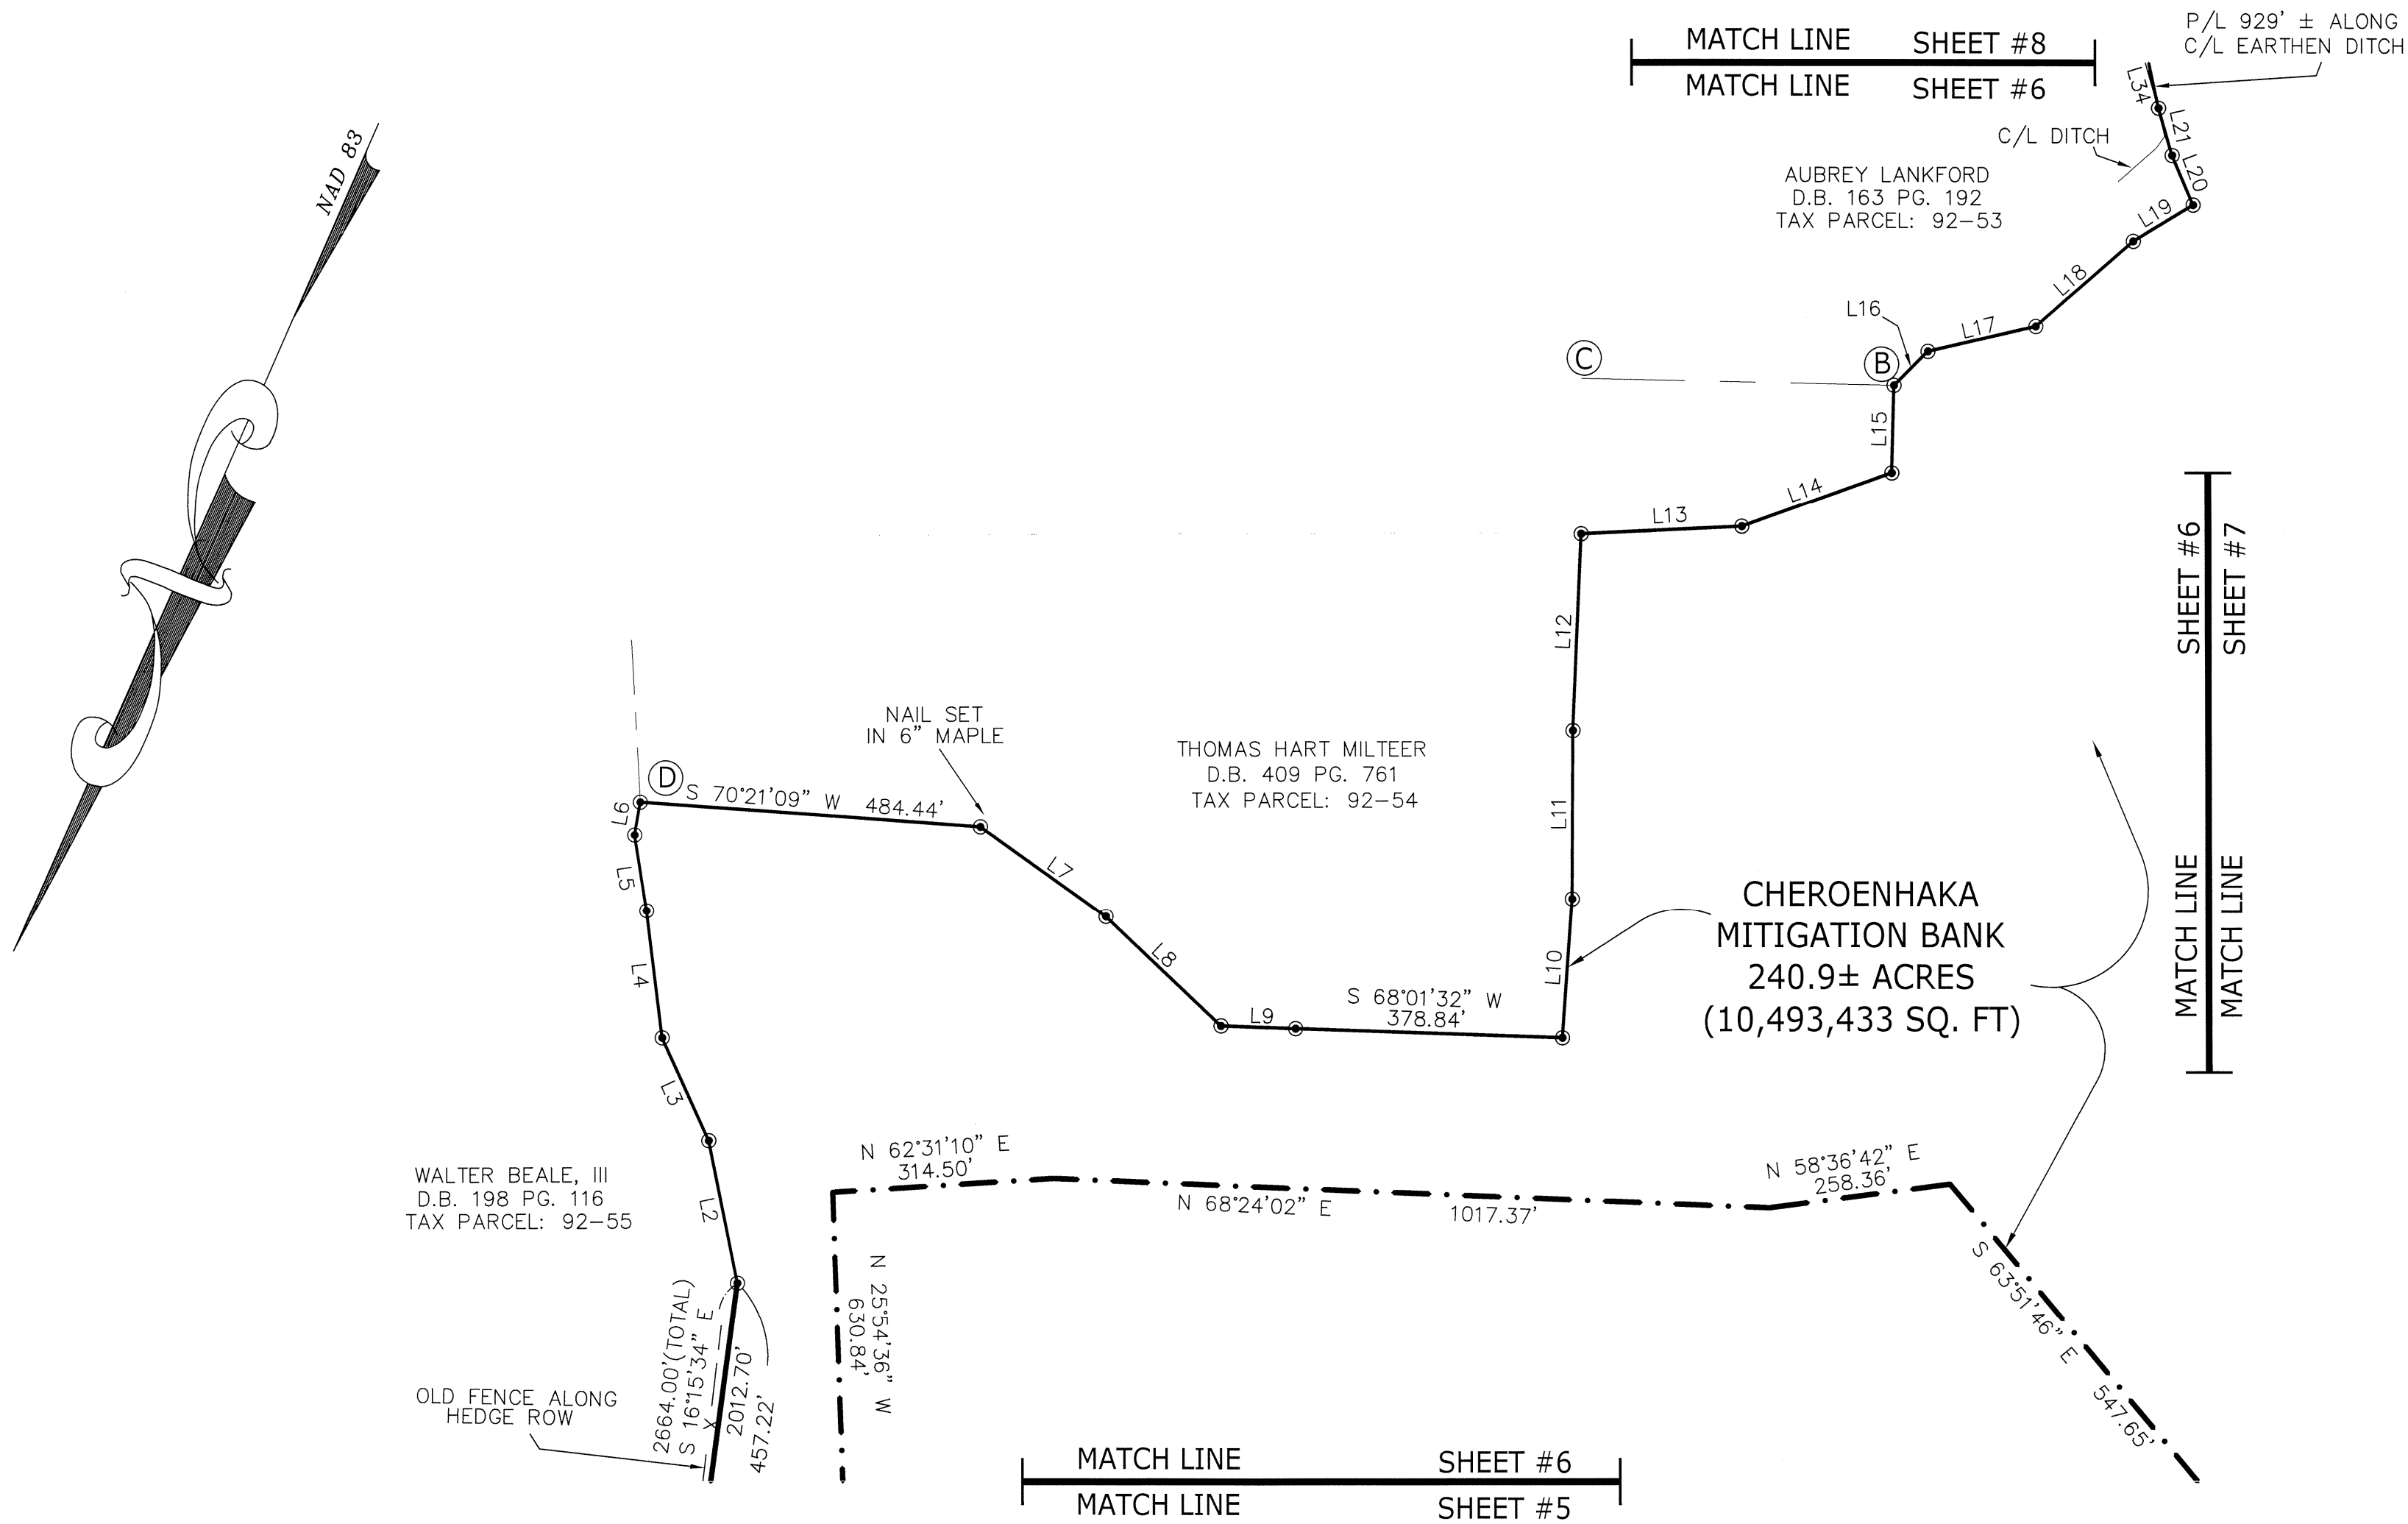 P/L 929' ± ALONG
C/L EARTHEN DITCH
MATCH LINE SHEET #8
MATCH LINE SHEET #6
L34
L21
C/L DITCH
L20
NAD 83
AUBREY LANKFORD
D.B. 163 PG. 192
TAX PARCEL: 92-53
L19
L18
L16
L17
C
B
L15
L14
L13
SHEET #6
SHEET #7
L12
NAIL SET
IN 6" MAPLE
THOMAS HART MILTEER
D.B. 409 PG. 761
TAX PARCEL: 92-54
D
S 70°21'09" W 484.44'
L6
L11
L7
L5
MATCH LINE
MATCH LINE
CHEROENHAKA
MITIGATION BANK
240.9± ACRES
(10,493,433 SQ. FT)
L8
L10
L4
L9
S 68°01'32" W
378.84'
L3
N 62°31'10" E
314.50'
N 58°36'42" E
258.36'
WALTER BEALE, III
D.B. 198 PG. 116
TAX PARCEL: 92-55
L2
N 68°24'02" E 1017.37'
S 63°51'46" E 547.65'
N 25°54'36" W
630.84'
2664.00'(TOTAL)
S 16°15'34" E
X
2012.70'
457.22'
OLD FENCE ALONG
HEDGE ROW
MATCH LINE SHEET #6
MATCH LINE SHEET #5